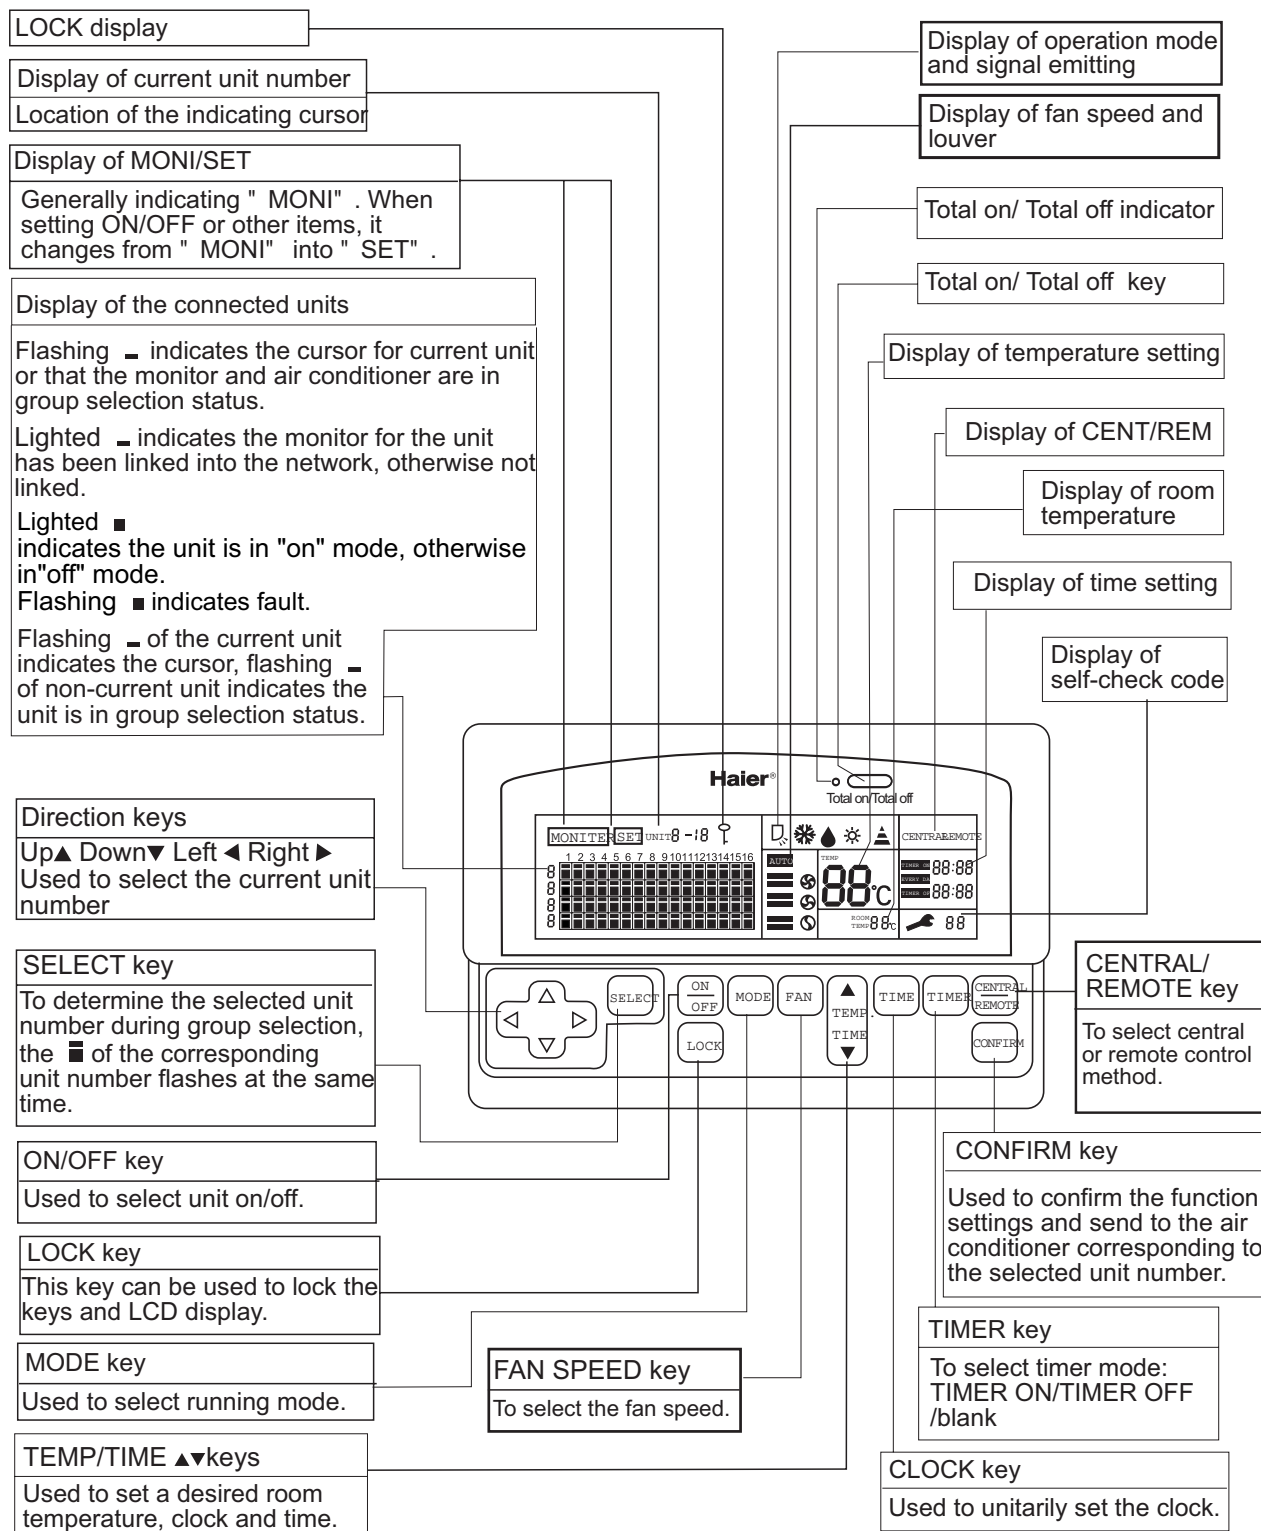 LOCK display
Display of current unit number
Location of the indicating cursor
Display of MONI/SET
Generally indicating " MONI" . When
setting ON/OFF or other items, it
changes from " MONI" into " SET" .
Display of the connected units
Flashing ▬ indicates the cursor for current unit
or that the monitor and air conditioner are in
group selection status.
Lighted ▬ indicates the monitor for the unit
has been linked into the network, otherwise not
linked.
Lighted ■
indicates the unit is in "on" mode, otherwise
in"off" mode.
Flashing ■ indicates fault.
Flashing ▬ of the current unit
indicates the cursor, flashing ▬
of non-current unit indicates the
unit is in group selection status.
Direction keys
Up▲ Down▼ Left ◀ Right ▶
Used to select the current unit
number
SELECT key
To determine the selected unit
number during group selection,
the of the corresponding
unit number flashes at the same
time.
ON/OFF key
Used to select unit on/off.
LOCK key
This key can be used to lock the
keys and LCD display.
MODE key
Used to select running mode.
TEMP/TIME ▲▼keys
Used to set a desired room
temperature, clock and time.
FAN SPEED key
To select the fan speed.
Display of operation mode
and signal emitting
Display of fan speed and
louver
Total on/ Total off indicator
Total on/ Total off key
Display of temperature setting
Display of CENT/REM
Display of room
temperature
Display of time setting
Display of
self-check code
Haier®
Total on/Total off
MONITER SET UNIT 8 -18
CENTRAL REMOTE
1 2 3 4 5 6 7 8 9 10 11 12 13 14 15 16
8
8
8
8
AUTO
TEMP
88°C
ROOM
TEMP 88°C
TIMER ON 88:88
EVERY DA
TIMER OF 88:88
88
SELECT
ON
OFF
LOCK
MODE
FAN
▲
TEMP.
TIME
▼
TIME
TIMER
CENTRAL
REMOTE
CONFIRM
CENTRAL/
REMOTE key
To select central
or remote control
method.
CONFIRM key
Used to confirm the function
settings and send to the air
conditioner corresponding to
the selected unit number.
TIMER key
To select timer mode:
TIMER ON/TIMER OFF
/blank
CLOCK key
Used to unitarily set the clock.